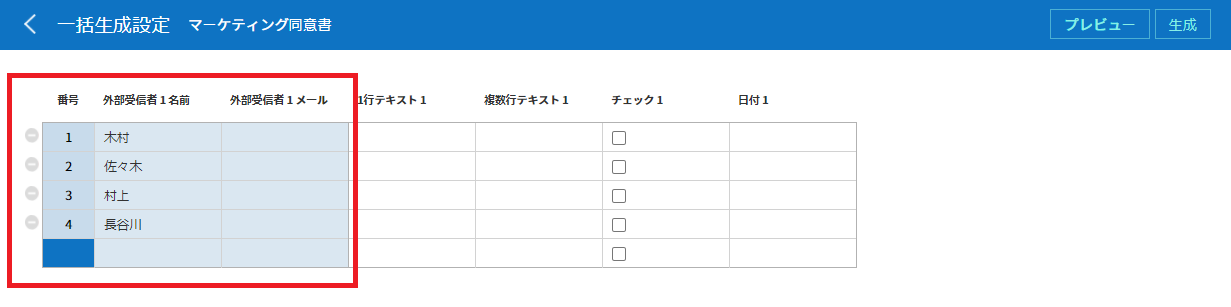 一括生成設定 マーケティング同意書 プレビュー 生成
番号 外部受信者 1 名前 外部受信者 1 メール 1行テキスト 1 複数行テキスト 1 チェック 1 日付 1
1 木村
2 佐々木
3 村上
4 長谷川